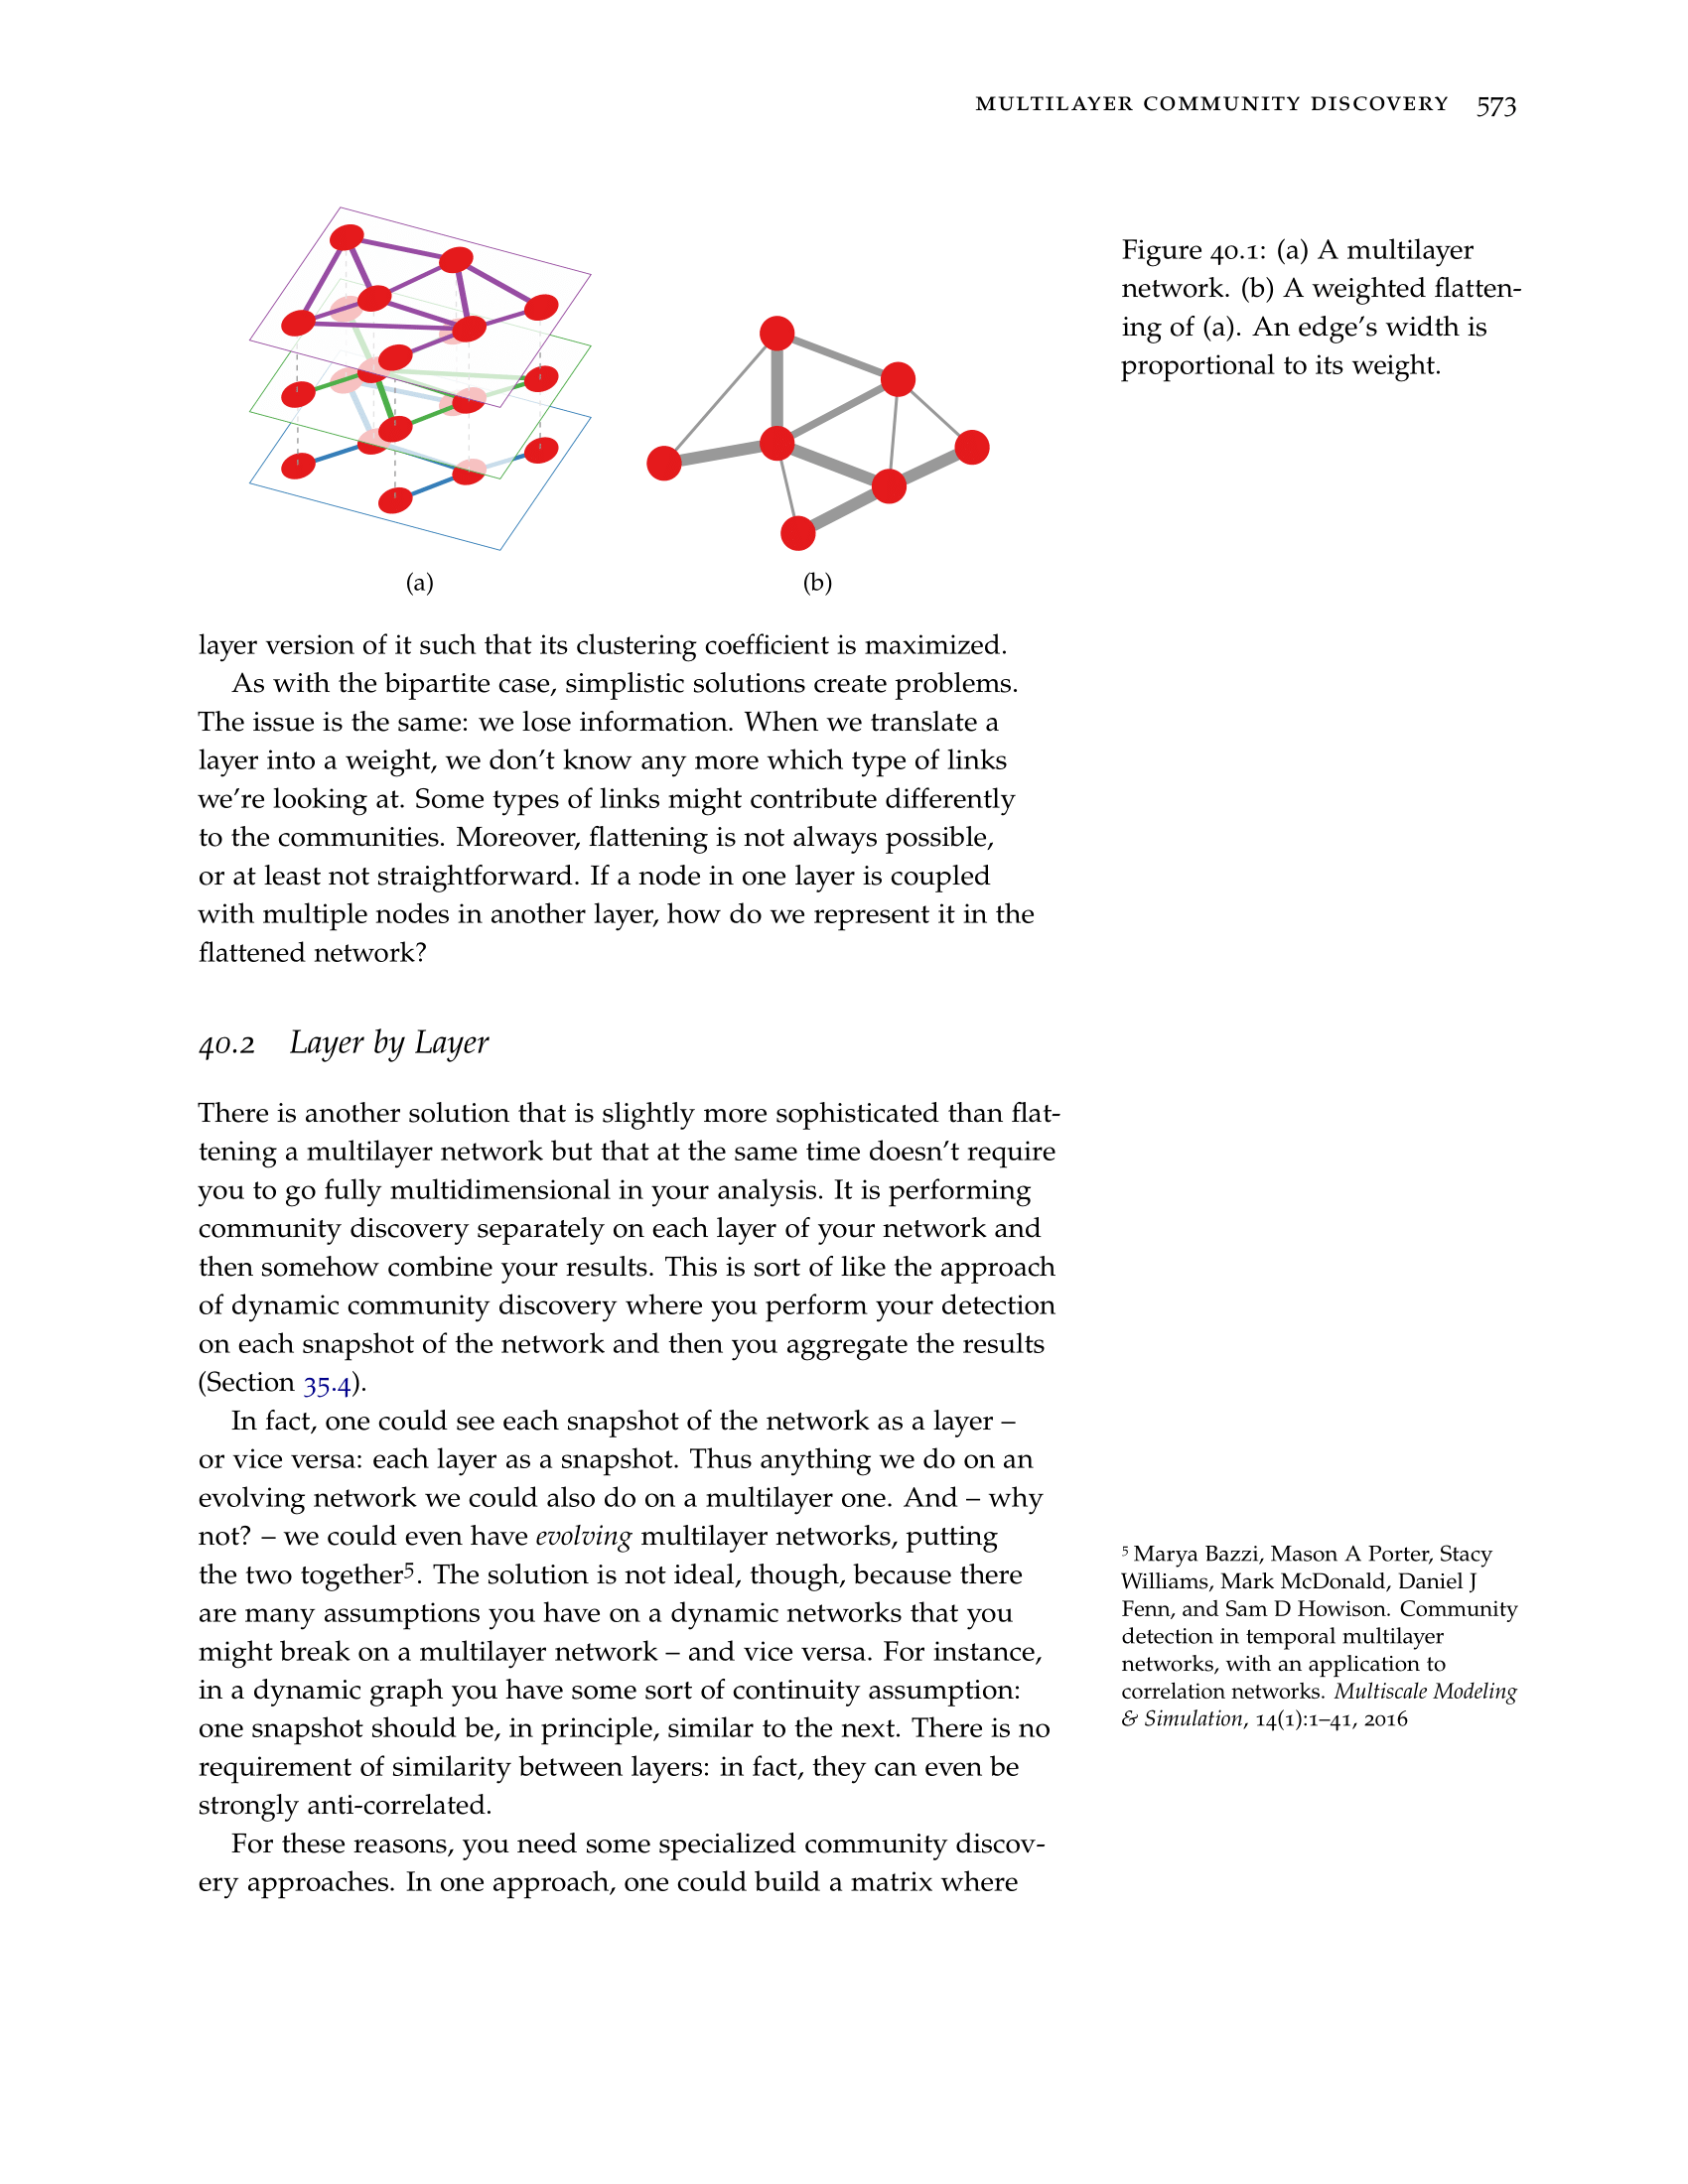 MULTILAYER COMMUNITY DISCOVERY 573
Figure 40.1: (a) A multilayer
network. (b) A weighted flatten-
ing of (a). An edge's width is
proportional to its weight.
(a)
(b)
layer version of it such that its clustering coefficient is maximized.
As with the bipartite case, simplistic solutions create problems.
The issue is the same: we lose information. When we translate a
layer into a weight, we don't know any more which type of links
we're looking at. Some types of links might contribute differently
to the communities. Moreover, flattening is not always possible,
or at least not straightforward. If a node in one layer is coupled
with multiple nodes in another layer, how do we represent it in the
flattened network?
40.2 Layer by Layer
There is another solution that is slightly more sophisticated than flat-
tening a multilayer network but that at the same time doesn't require
you to go fully multidimensional in your analysis. It is performing
community discovery separately on each layer of your network and
then somehow combine your results. This is sort of like the approach
of dynamic community discovery where you perform your detection
on each snapshot of the network and then you aggregate the results
(Section 35.4).
In fact, one could see each snapshot of the network as a layer –
or vice versa: each layer as a snapshot. Thus anything we do on an
evolving network we could also do on a multilayer one. And – why
not? – we could even have evolving multilayer networks, putting
the two together5. The solution is not ideal, though, because there
are many assumptions you have on a dynamic networks that you
might break on a multilayer network – and vice versa. For instance,
in a dynamic graph you have some sort of continuity assumption:
one snapshot should be, in principle, similar to the next. There is no
requirement of similarity between layers: in fact, they can even be
strongly anti-correlated.
For these reasons, you need some specialized community discov-
ery approaches. In one approach, one could build a matrix where
5 Marya Bazzi, Mason A Porter, Stacy
Williams, Mark McDonald, Daniel J
Fenn, and Sam D Howison. Community
detection in temporal multilayer
networks, with an application to
correlation networks. Multiscale Modeling
& Simulation, 14(1):1–41, 2016